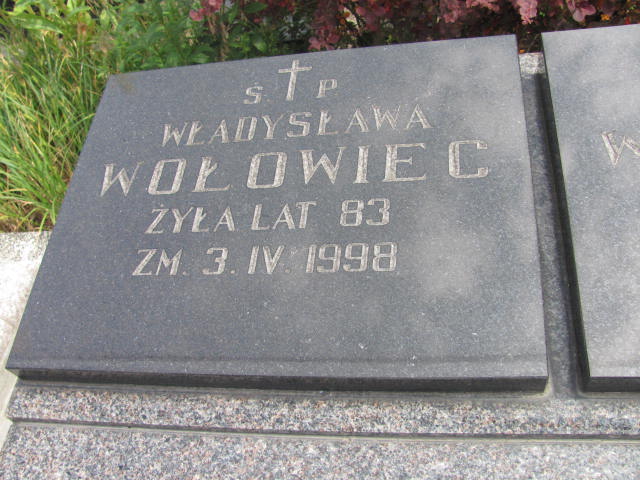 Ś P
WŁADYSŁAWA
WOŁOWIEC
ŻYŁA LAT 83
ZM. 3. IV. 1998
W